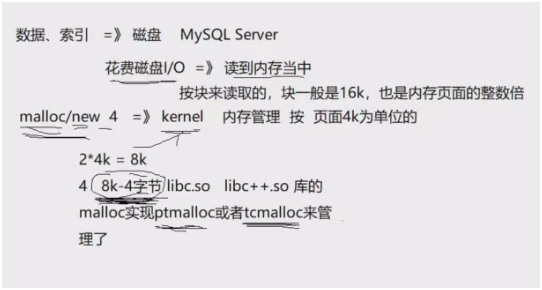 数据、索引 =》 磁盘 MySQL Server
花费磁盘I/O =》 读到内存当中
按块来读取的，块一般是16k，也是内存页面的整数倍
malloc/new 4 =》 kernel 内存管理 按 页面4k为单位的
2*4k = 8k
4 8k-4字节 libc.so libc++.so 库的
malloc实现ptmalloc或者tcmalloc来管
理了